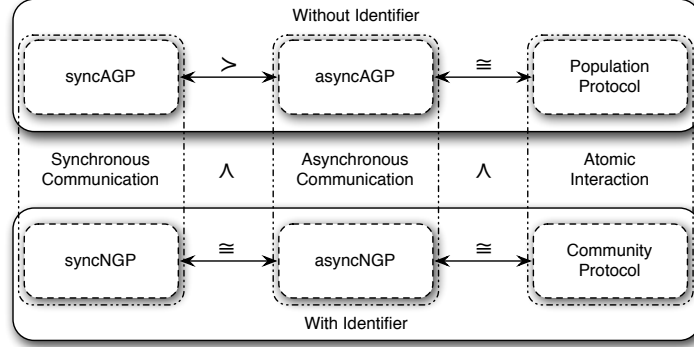 Without Identifier
syncAGP
≻
asyncAGP
≅
Population
Protocol
Synchronous
Communication
⋏
Asynchronous
Communication
⋏
Atomic
Interaction
syncNGP
≅
asyncNGP
≅
Community
Protocol
With Identifier